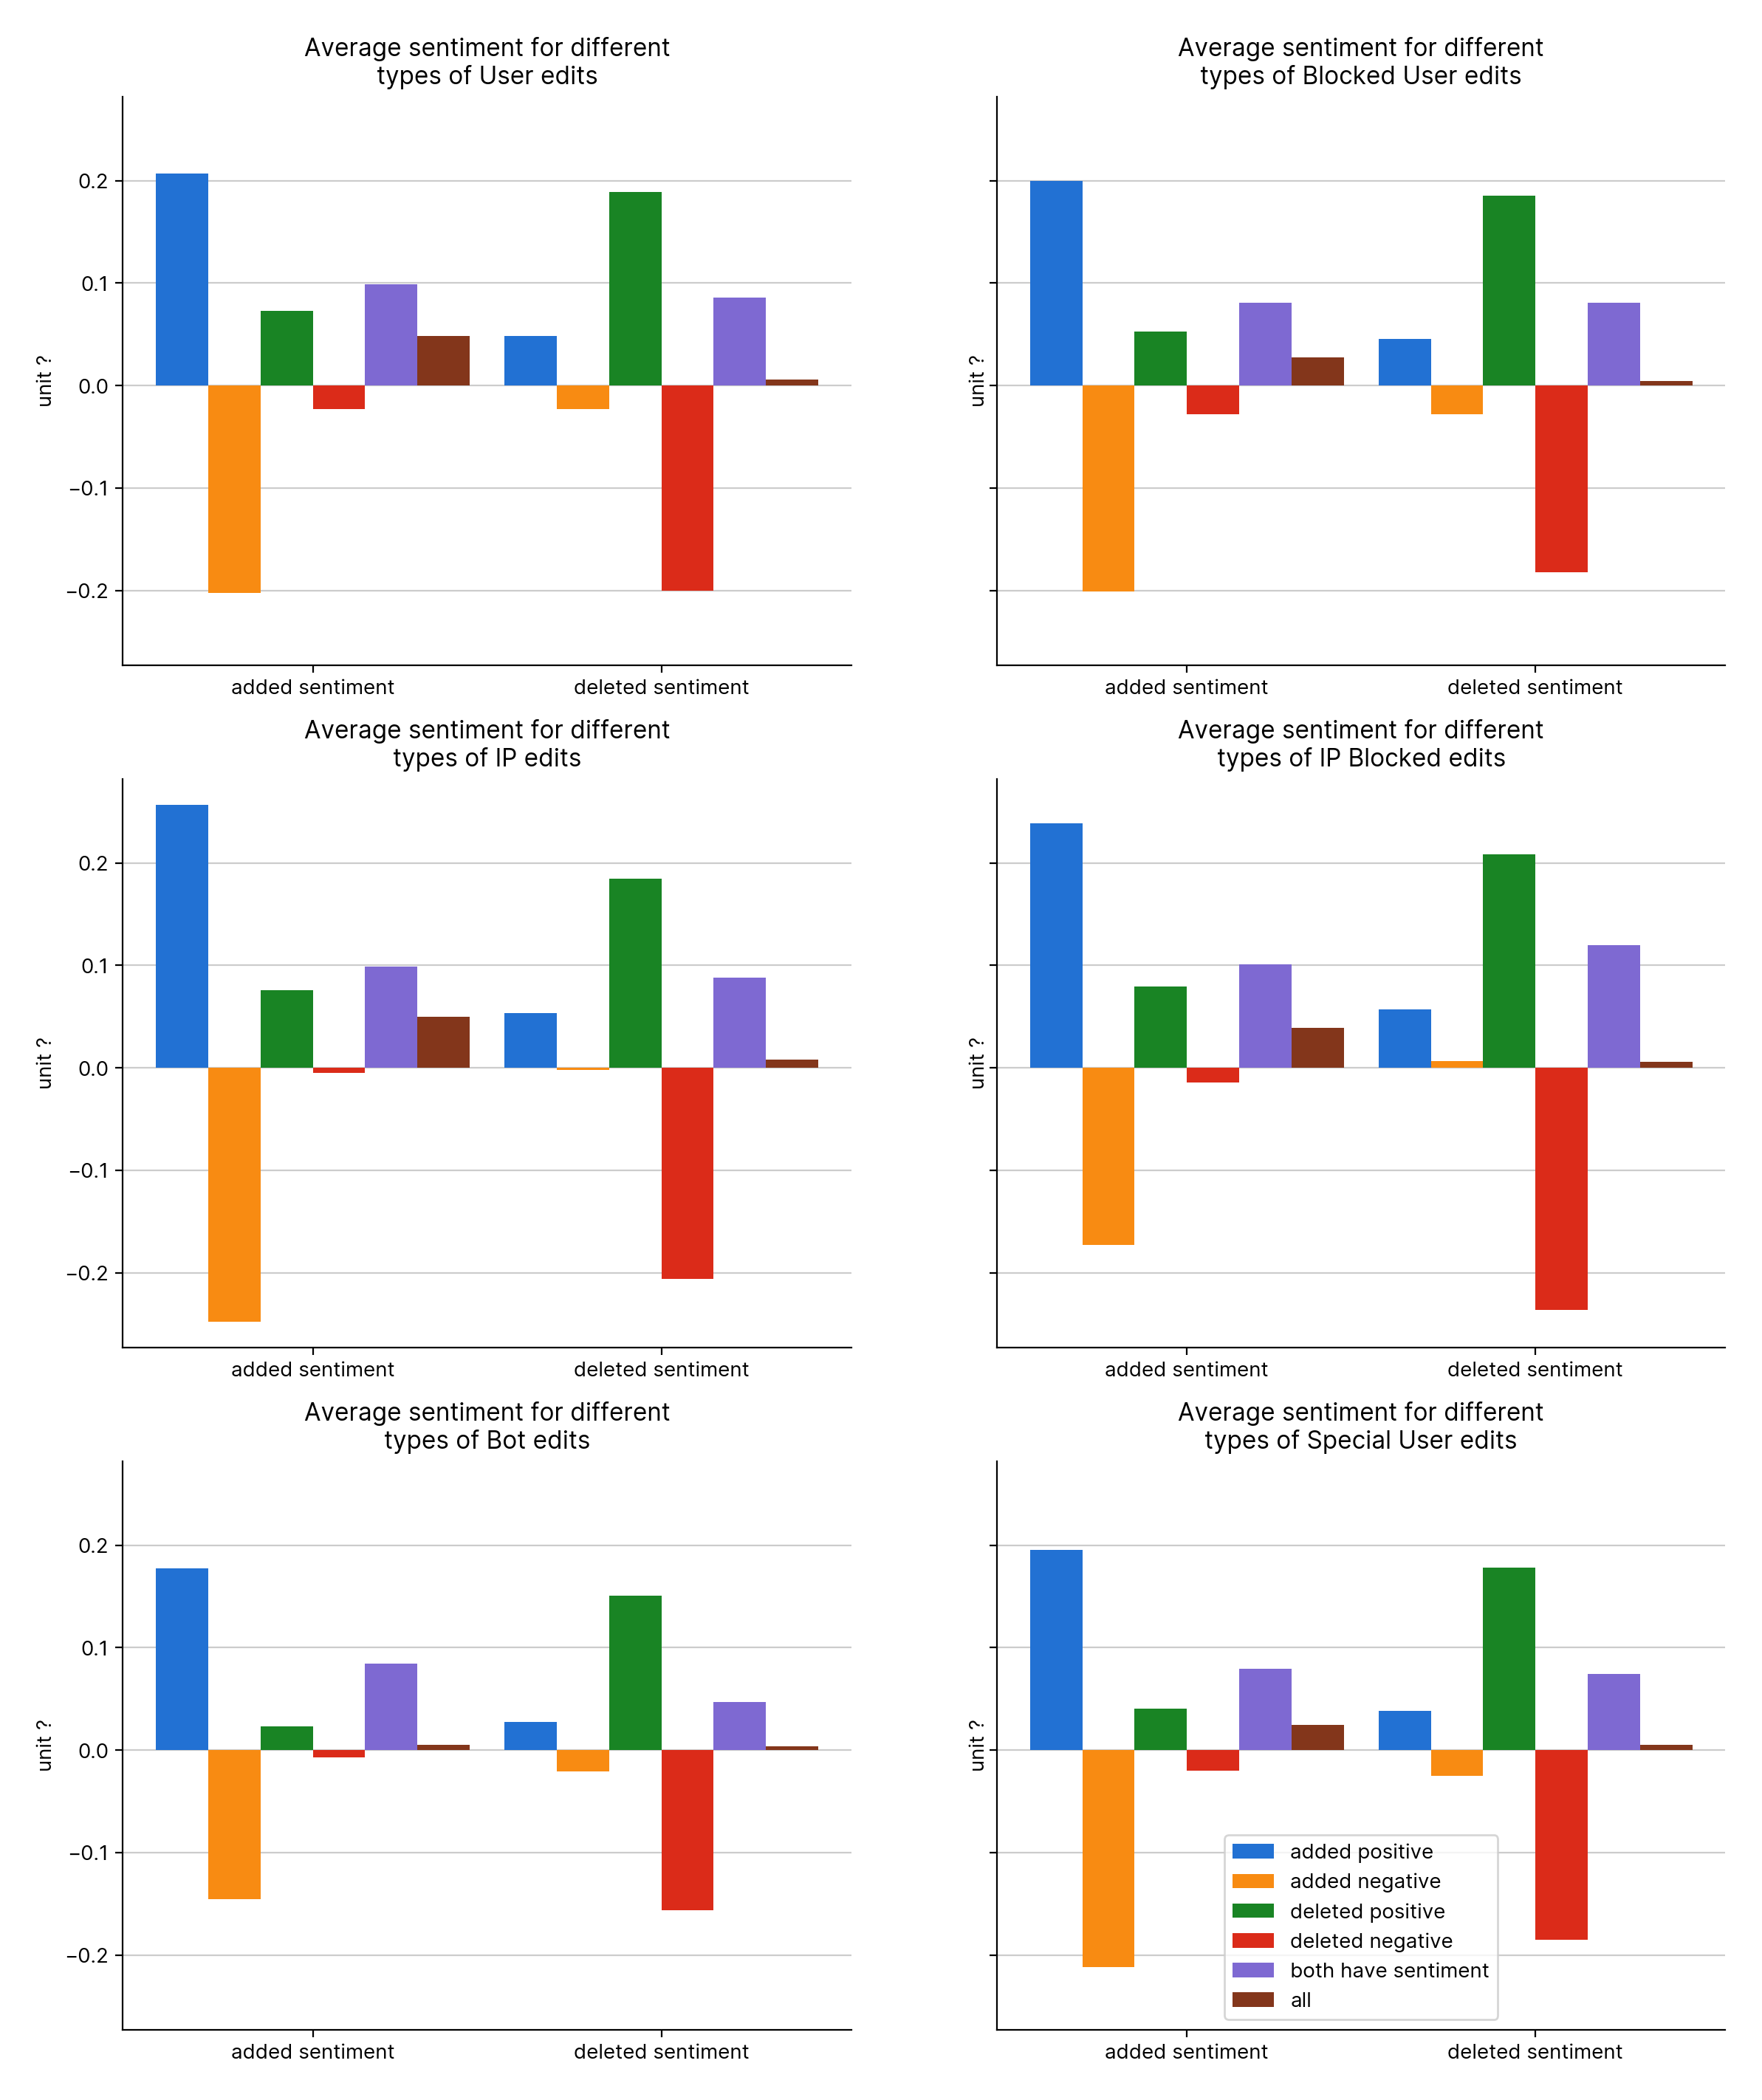 Average sentiment for different
types of User edits
unit ?
0.2
0.1
0.0
−0.1
−0.2
added sentiment
deleted sentiment
Average sentiment for different
types of Blocked User edits
unit ?
added sentiment
deleted sentiment
Average sentiment for different
types of IP edits
unit ?
0.2
0.1
0.0
−0.1
−0.2
added sentiment
deleted sentiment
Average sentiment for different
types of IP Blocked edits
unit ?
added sentiment
deleted sentiment
Average sentiment for different
types of Bot edits
unit ?
0.2
0.1
0.0
−0.1
−0.2
added sentiment
deleted sentiment
Average sentiment for different
types of Special User edits
unit ?
added positive
added negative
deleted positive
deleted negative
both have sentiment
all
added sentiment
deleted sentiment